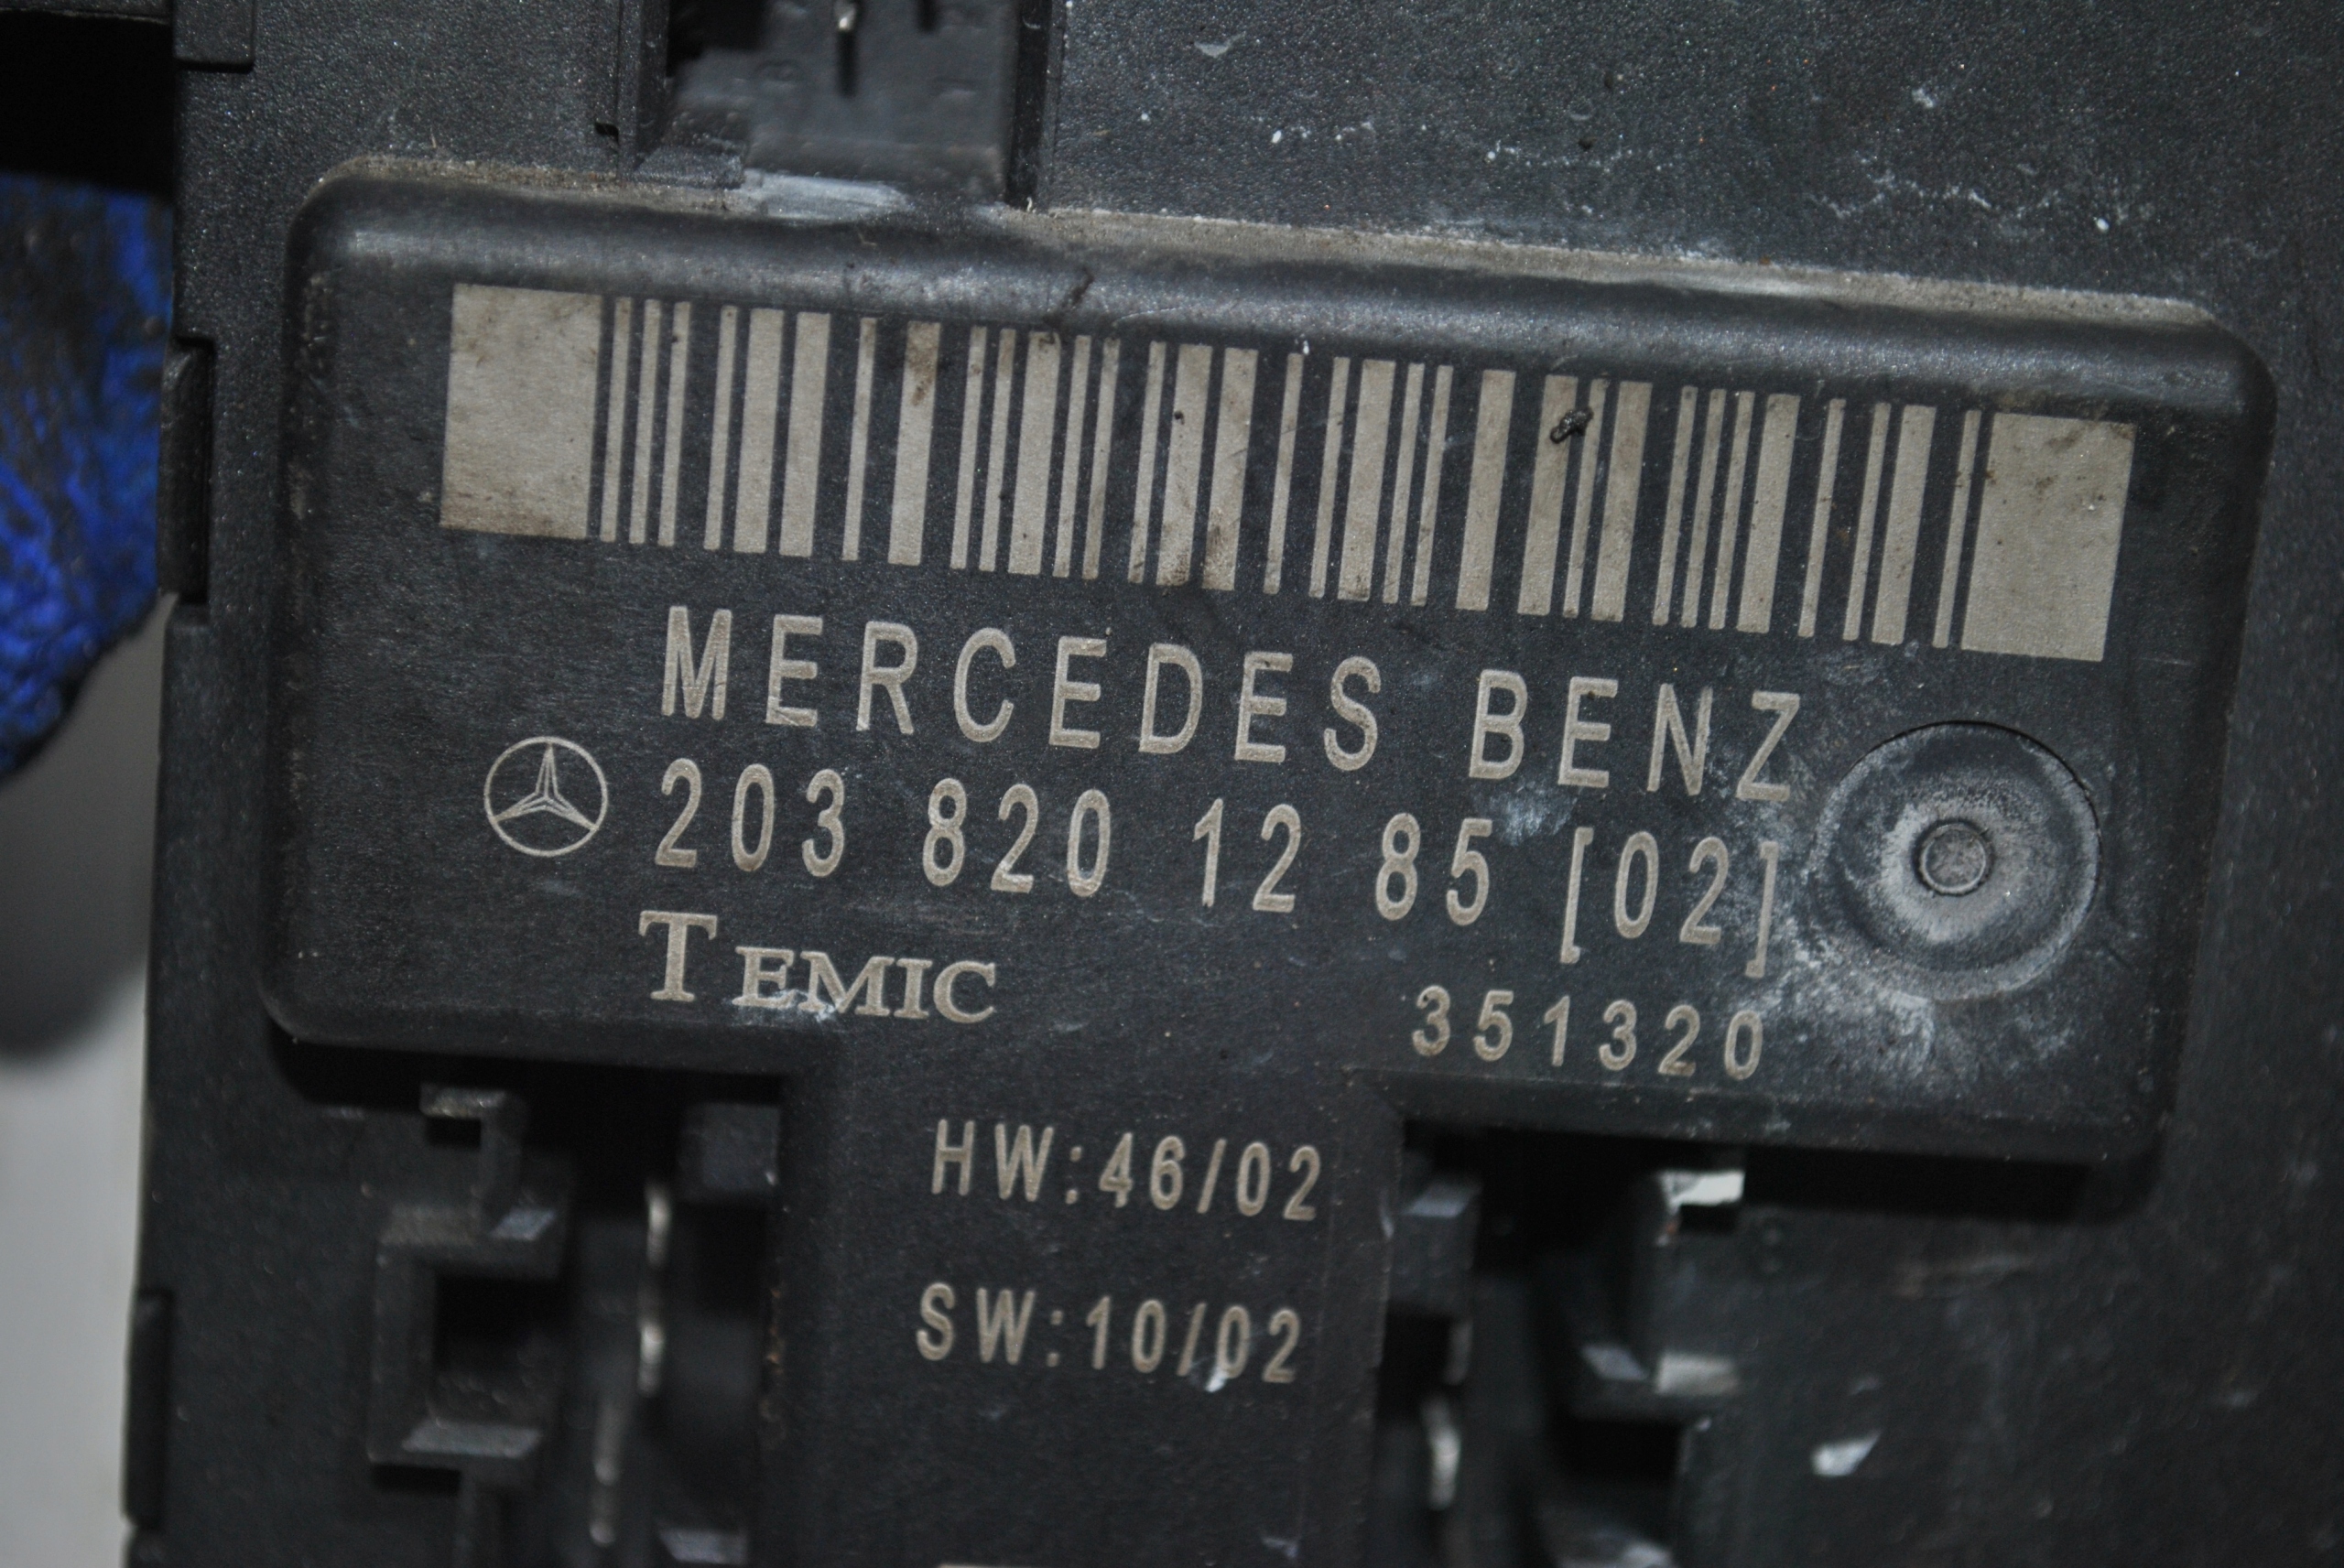 MERCEDES BENZ
203 820 12 85 [02]
TEMIC
351320
HW:46/02
SW:10/02